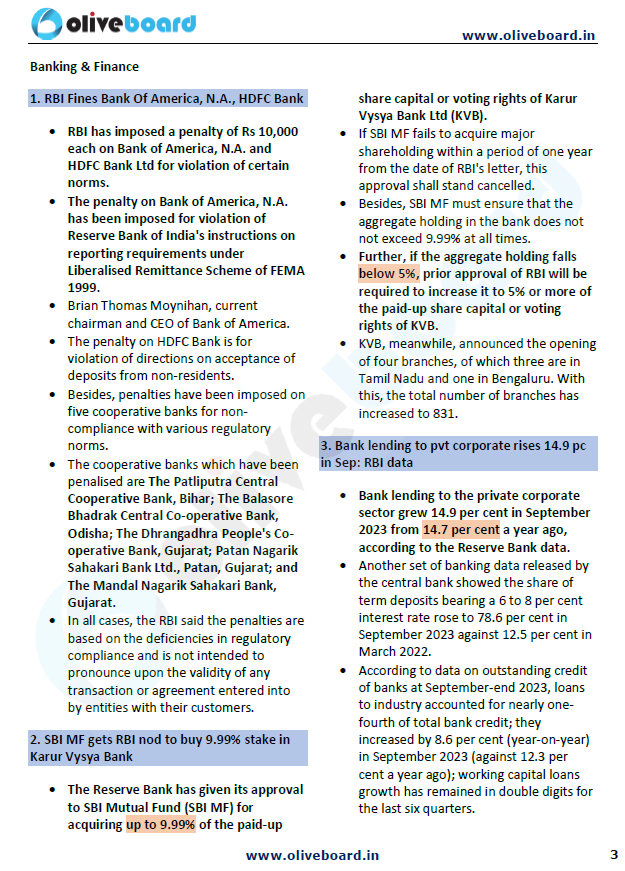 oliveboard
www.oliveboard.in
Banking & Finance
1. RBI Fines Bank Of America, N.A., HDFC Bank
• RBI has imposed a penalty of Rs 10,000
each on Bank of America, N.A. and
HDFC Bank Ltd for violation of certain
norms.
• The penalty on Bank of America, N.A.
has been imposed for violation of
Reserve Bank of India's instructions on
reporting requirements under
Liberalised Remittance Scheme of FEMA
1999.
• Brian Thomas Moynihan, current
chairman and CEO of Bank of America.
• The penalty on HDFC Bank is for
violation of directions on acceptance of
deposits from non-residents.
• Besides, penalties have been imposed on
five cooperative banks for non-
compliance with various regulatory
norms.
• The cooperative banks which have been
penalised are The Patliputra Central
Cooperative Bank, Bihar; The Balasore
Bhadrak Central Co-operative Bank,
Odisha; The Dhrangadhra People's Co-
operative Bank, Gujarat; Patan Nagarik
Sahakari Bank Ltd., Patan, Gujarat; and
The Mandal Nagarik Sahakari Bank,
Gujarat.
• In all cases, the RBI said the penalties are
based on the deficiencies in regulatory
compliance and is not intended to
pronounce upon the validity of any
transaction or agreement entered into
by entities with their customers.
2. SBI MF gets RBI nod to buy 9.99% stake in
Karur Vysya Bank
• The Reserve Bank has given its approval
to SBI Mutual Fund (SBI MF) for
acquiring up to 9.99% of the paid-up
share capital or voting rights of Karur
Vysya Bank Ltd (KVB).
• If SBI MF fails to acquire major
shareholding within a period of one year
from the date of RBI's letter, this
approval shall stand cancelled.
• Besides, SBI MF must ensure that the
aggregate holding in the bank does not
not exceed 9.99% at all times.
• Further, if the aggregate holding falls
below 5%, prior approval of RBI will be
required to increase it to 5% or more of
the paid-up share capital or voting
rights of KVB.
• KVB, meanwhile, announced the opening
of four branches, of which three are in
Tamil Nadu and one in Bengaluru. With
this, the total number of branches has
increased to 831.
3. Bank lending to pvt corporate rises 14.9 pc
in Sep: RBI data
• Bank lending to the private corporate
sector grew 14.9 per cent in September
2023 from 14.7 per cent a year ago,
according to the Reserve Bank data.
• Another set of banking data released by
the central bank showed the share of
term deposits bearing a 6 to 8 per cent
interest rate rose to 78.6 per cent in
September 2023 against 12.5 per cent in
March 2022.
• According to data on outstanding credit
of banks at September-end 2023, loans
to industry accounted for nearly one-
fourth of total bank credit; they
increased by 8.6 per cent (year-on-year)
in September 2023 (against 12.3 per
cent a year ago); working capital loans
growth has remained in double digits for
the last six quarters.
www.oliveboard.in
3
oliveboard